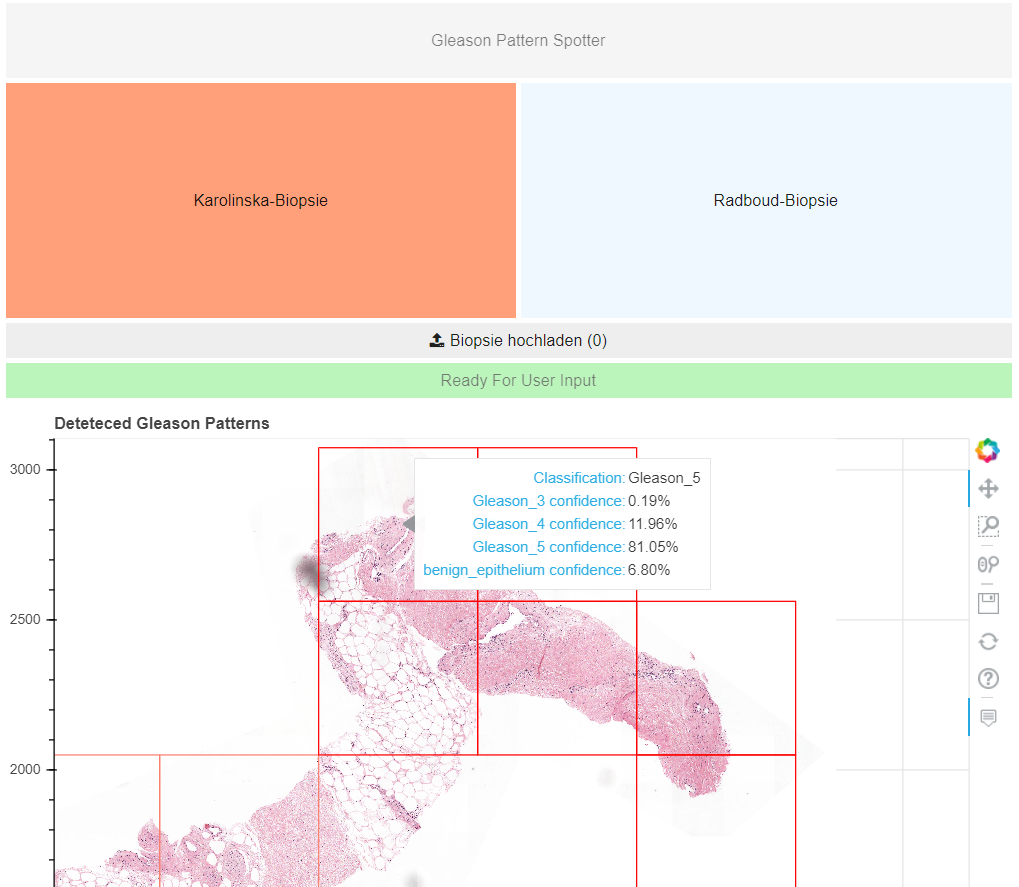 Gleason Pattern Spotter
Karolinska-Biopsie
Radboud-Biopsie
Biopsie hochladen (0)
Ready For User Input
Deteteced Gleason Patterns
3000
Classification: Gleason_5
Gleason_3 confidence: 0.19%
Gleason_4 confidence: 11.96%
Gleason_5 confidence: 81.05%
benign_epithelium confidence: 6.80%
2500
2000